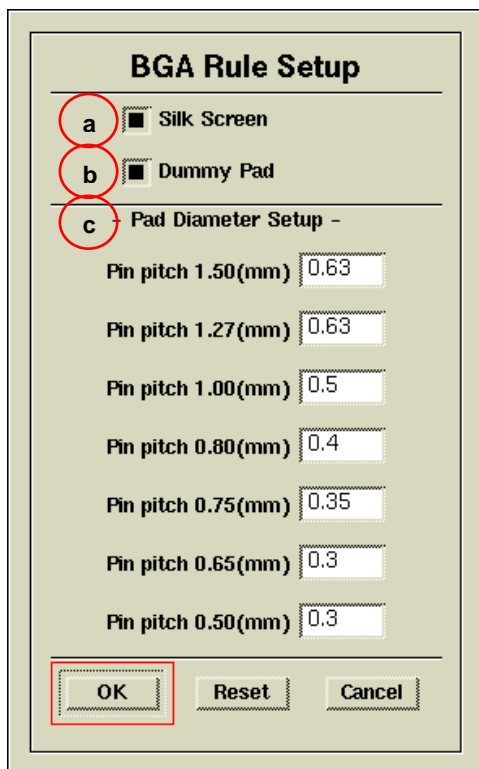 BGA Rule Setup
a Silk Screen
b Dummy Pad
c - Pad Diameter Setup -
Pin pitch 1.50(mm) 0.63
Pin pitch 1.27(mm) 0.63
Pin pitch 1.00(mm) 0.5
Pin pitch 0.80(mm) 0.4
Pin pitch 0.75(mm) 0.35
Pin pitch 0.65(mm) 0.3
Pin pitch 0.50(mm) 0.3
OK Reset Cancel